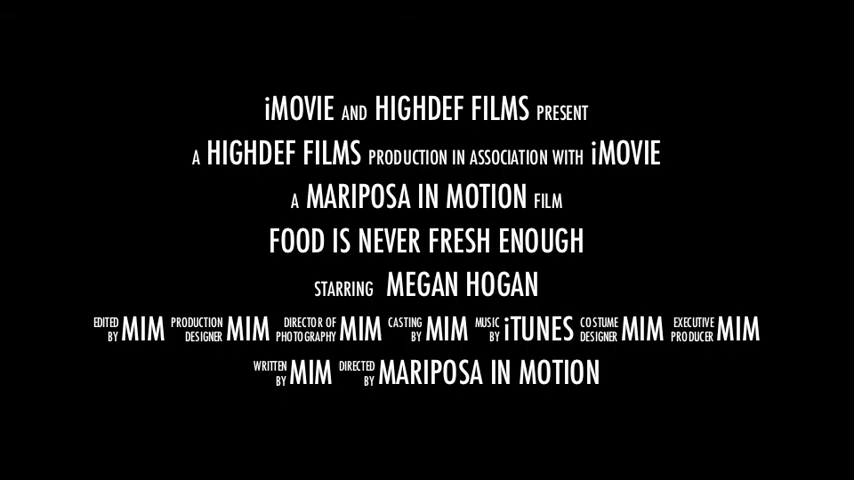 iMOVIE AND HIGHDEF FILMS PRESENT
A HIGHDEF FILMS PRODUCTION IN ASSOCIATION WITH iMOVIE
A MARIPOSA IN MOTION FILM
FOOD IS NEVER FRESH ENOUGH
STARRING MEGAN HOGAN
EDITED BY MIM PRODUCTION DESIGNER MIM DIRECTOR OF PHOTOGRAPHY MIM CASTING BY MIM MUSIC BY iTUNES COSTUME DESIGNER MIM EXECUTIVE PRODUCER MIM
WRITTEN BY MIM DIRECTED BY MARIPOSA IN MOTION